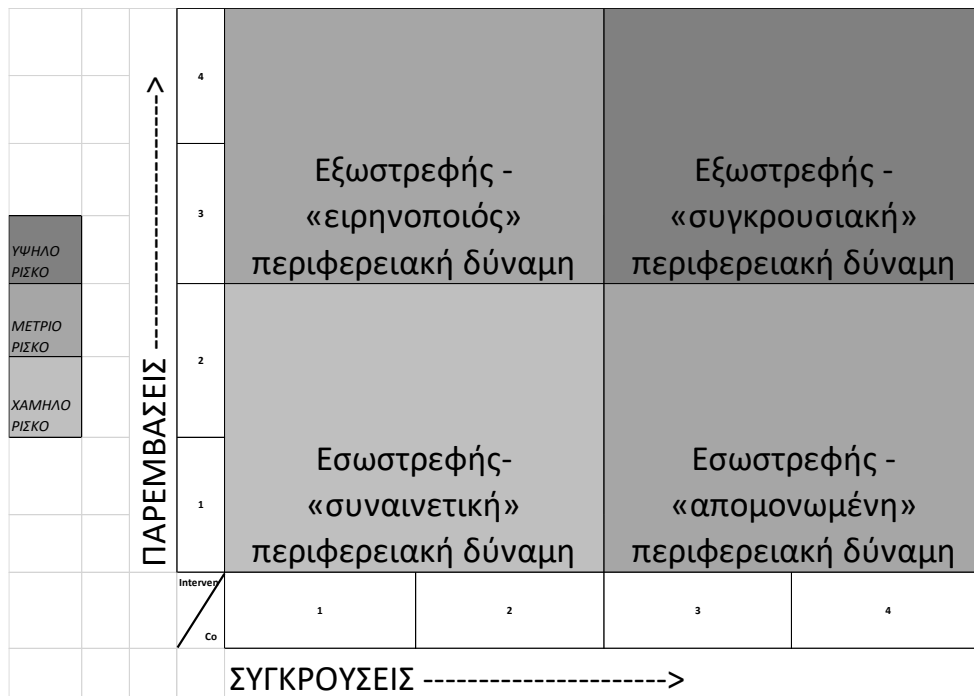 4
3
2
1
ΠΑΡΕΜΒΑΣΕΙΣ ------------------->
ΥΨΗΛΟ
ΡΙΣΚΟ
ΜΕΤΡΙΟ
ΡΙΣΚΟ
ΧΑΜΗΛΟ
ΡΙΣΚΟ
Εξωστρεφής -
«ειρηνοποιός»
περιφερειακή δύναμη
Εξωστρεφής -
«συγκρουσιακή»
περιφερειακή δύναμη
Εσωστρεφής-
«συναινετική»
περιφερειακή δύναμη
Εσωστρεφής -
«απομονωμένη»
περιφερειακή δύναμη
Interven
Co
1
2
3
4
ΣΥΓΚΡΟΥΣΕΙΣ ---------------------->